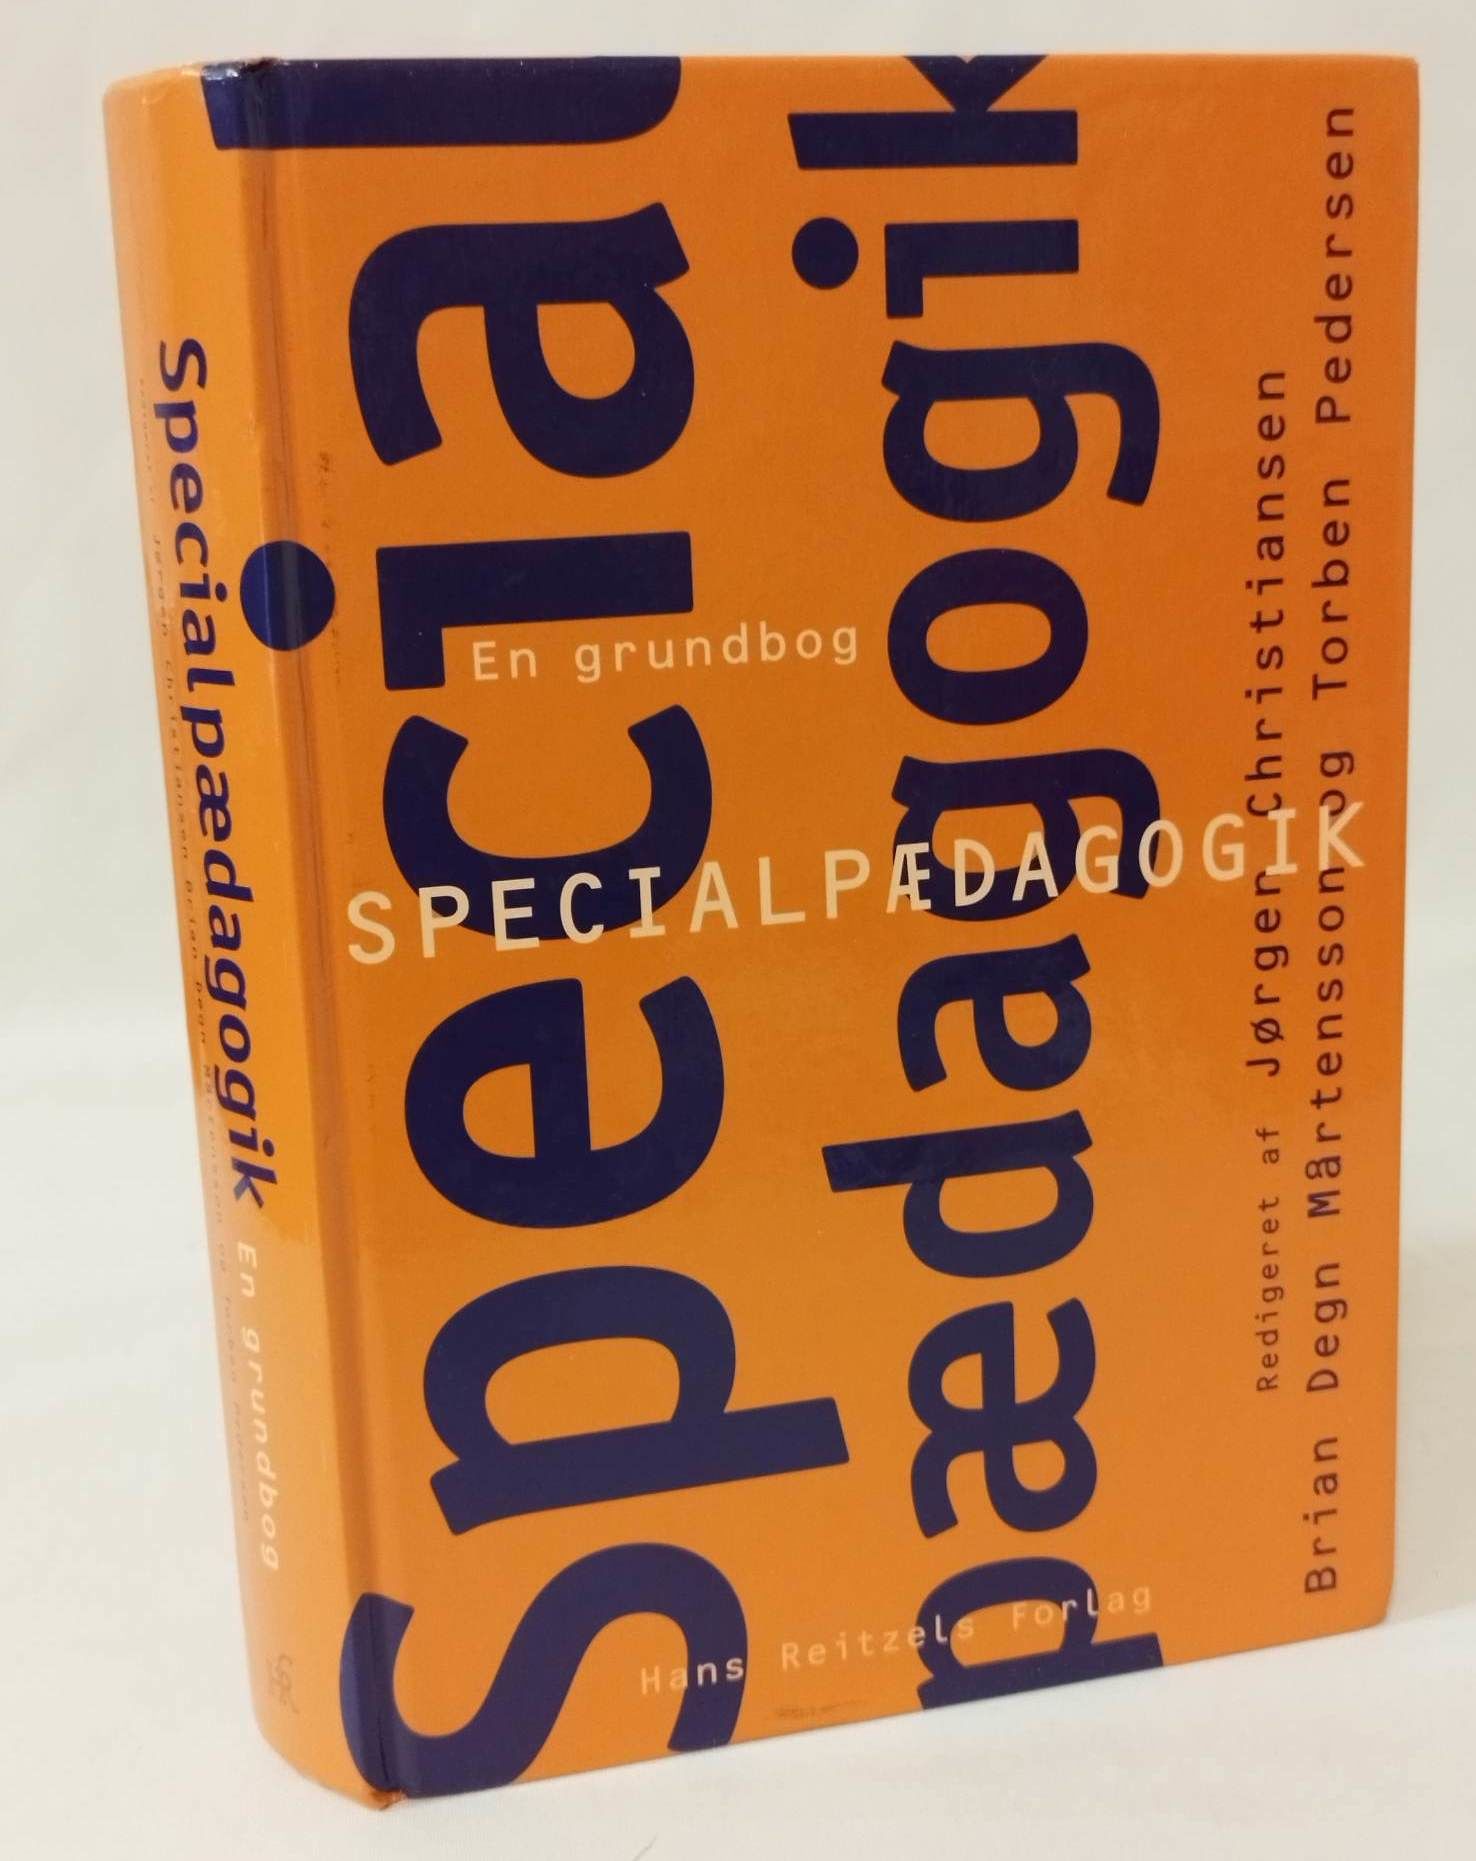 Specialpædagogik En grundbog
Special
pædagogik
En grundbog
SPECIALPÆDAGOGIK
Redigeret af Jørgen Christiansen
Brian Degn Mårtensson og Torben Pedersen
Hans Reitzels Forlag